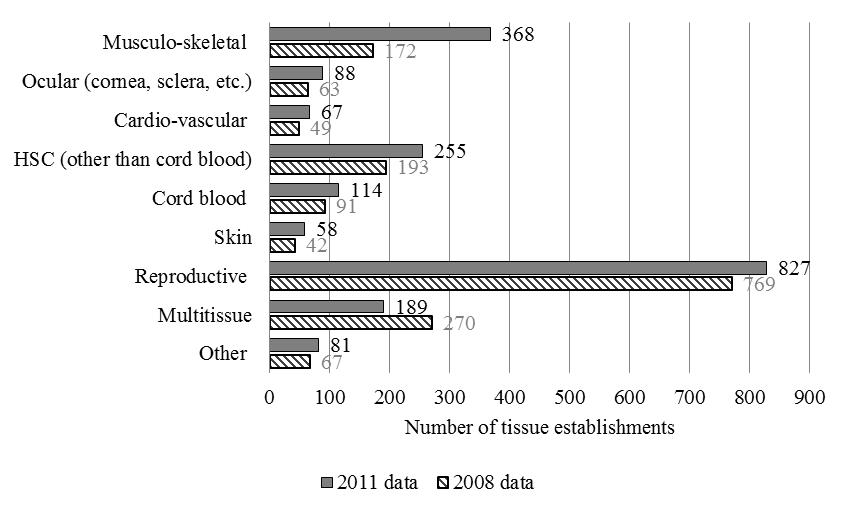 Musculo-skeletal 368
172
Ocular (cornea, sclera, etc.) 88
63
Cardio-vascular 67
49
HSC (other than cord blood) 255
193
Cord blood 114
91
Skin 58
42
Reproductive 827
769
Multitissue 189
270
Other 81
67
0 100 200 300 400 500 600 700 800 900
Number of tissue establishments
2011 data 2008 data